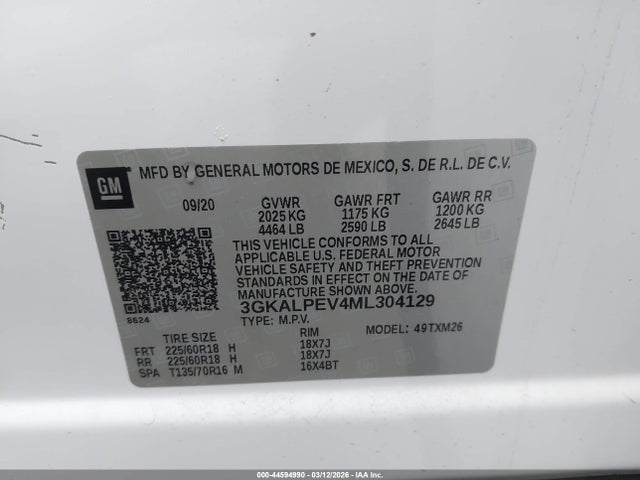 GM
MFD BY GENERAL MOTORS DE MEXICO, S. DE R.L. DE C.V.
09/20 GVWR GAWR FRT GAWR RR
2025 KG 1175 KG 1200 KG
4464 LB 2590 LB 2645 LB
THIS VEHICLE CONFORMS TO ALL
APPLICABLE U.S. FEDERAL MOTOR
VEHICLE SAFETY AND THEFT PREVENTION
STANDARDS IN EFFECT ON THE DATE OF
MANUFACTURE SHOWN ABOVE.
3GKALPEV4ML304129
8624
TYPE: M.P.V. MODEL: 49TXM26
TIRE SIZE RIM
FRT 225/60R18 H 18X7J
RR 225/60R18 H 18X7J
SPA T135/70R16 M 16X4BT
000-44594990 - 03/12/2026 - IAA Inc.